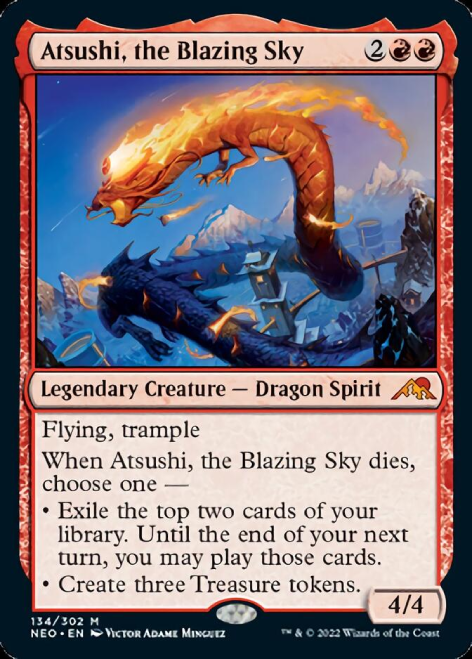 Atsushi, the Blazing Sky 2
Legendary Creature — Dragon Spirit
Flying, trample
When Atsushi, the Blazing Sky dies,
choose one —
• Exile the top two cards of your
library. Until the end of your next
turn, you may play those cards.
• Create three Treasure tokens.
4/4
134/302 M
NEO • EN Victor Adame Minguez
™ & © 2022 Wizards of the Coast